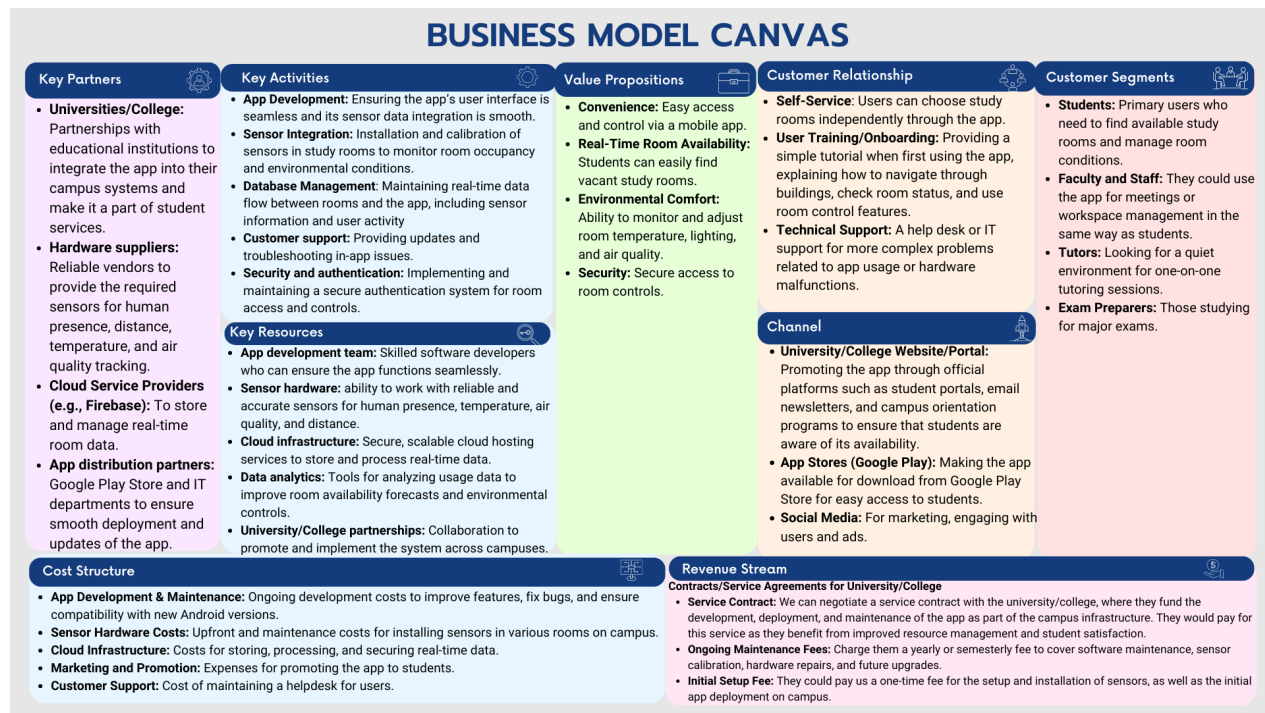 BUSINESS MODEL CANVAS
Key Partners
• Universities/College:
Partnerships with
educational institutions to
integrate the app into their
campus systems and
make it a part of student
services.
• Hardware suppliers:
Reliable vendors to
provide the required
sensors for human
presence, distance,
temperature, and air
quality tracking.
• Cloud Service Providers
(e.g., Firebase): To store
and manage real-time
room data.
• App distribution partners:
Google Play Store and IT
departments to ensure
smooth deployment and
updates of the app.
Key Activities
• App Development: Ensuring the app's user interface is
seamless and its sensor data integration is smooth.
• Sensor Integration: Installation and calibration of
sensors in study rooms to monitor room occupancy
and environmental conditions.
• Database Management: Maintaining real-time data
flow between rooms and the app, including sensor
information and user activity
• Customer support: Providing updates and
troubleshooting in-app issues.
• Security and authentication: Implementing and
maintaining a secure authentication system for room
access and controls.
Key Resources
• App development team: Skilled software developers
who can ensure the app functions seamlessly.
• Sensor hardware: ability to work with reliable and
accurate sensors for human presence, temperature, air
quality, and distance.
• Cloud infrastructure: Secure, scalable cloud hosting
services to store and process real-time data.
• Data analytics: Tools for analyzing usage data to
improve room availability forecasts and environmental
controls.
• University/College partnerships: Collaboration to
promote and implement the system across campuses.
Value Propositions
• Convenience: Easy access
and control via a mobile app.
• Real-Time Room Availability:
Students can easily find
vacant study rooms.
• Environmental Comfort:
Ability to monitor and adjust
room temperature, lighting,
and air quality.
• Security: Secure access to
room controls.
Customer Relationship
• Self-Service: Users can choose study
rooms independently through the app.
• User Training/Onboarding: Providing a
simple tutorial when first using the app,
explaining how to navigate through
buildings, check room status, and use
room control features.
• Technical Support: A help desk or IT
support for more complex problems
related to app usage or hardware
malfunctions.
Channel
• University/College Website/Portal:
Promoting the app through official
platforms such as student portals, email
newsletters, and campus orientation
programs to ensure that students are
aware of its availability.
• App Stores (Google Play): Making the app
available for download from Google Play
Store for easy access to students.
• Social Media: For marketing, engaging with
users and ads.
Customer Segments
• Students: Primary users who
need to find available study
rooms and manage room
conditions.
• Faculty and Staff: They could use
the app for meetings or
workspace management in the
same way as students.
• Tutors: Looking for a quiet
environment for one-on-one
tutoring sessions.
• Exam Preparers: Those studying
for major exams.
Cost Structure
• App Development & Maintenance: Ongoing development costs to improve features, fix bugs, and ensure
compatibility with new Android versions.
• Sensor Hardware Costs: Upfront and maintenance costs for installing sensors in various rooms on campus.
• Cloud Infrastructure: Costs for storing, processing, and securing real-time data.
• Marketing and Promotion: Expenses for promoting the app to students.
• Customer Support: Cost of maintaining a helpdesk for users.
Revenue Stream
Contracts/Service Agreements for University/College
• Service Contract: We can negotiate a service contract with the university/college, where they fund the
development, deployment, and maintenance of the app as part of the campus infrastructure. They would pay for
this service as they benefit from improved resource management and student satisfaction.
• Ongoing Maintenance Fees: Charge them a yearly or semesterly fee to cover software maintenance, sensor
calibration, hardware repairs, and future upgrades.
• Initial Setup Fee: They could pay us a one-time fee for the setup and installation of sensors, as well as the initial
app deployment on campus.